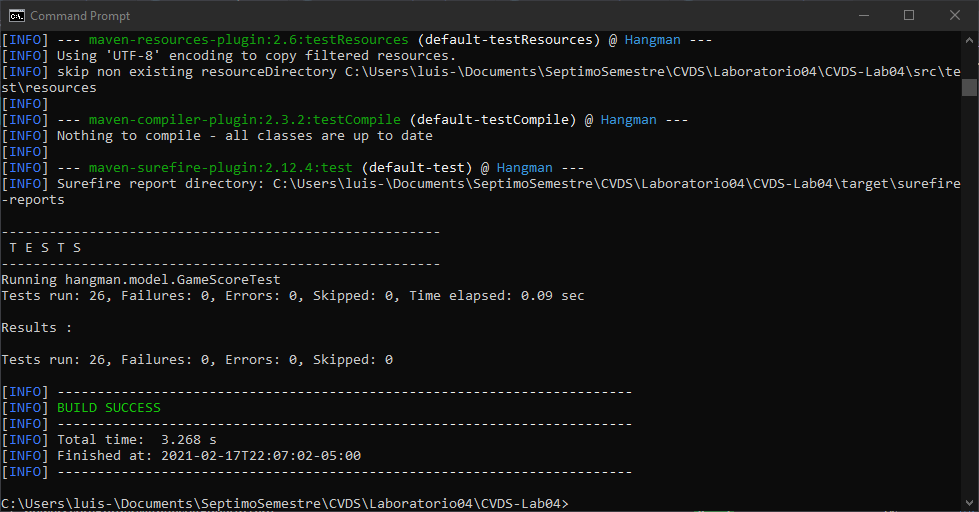 Command Prompt
[INFO] --- maven-resources-plugin:2.6:testResources (default-testResources) @ Hangman ---
[INFO] Using 'UTF-8' encoding to copy filtered resources.
[INFO] skip non existing resourceDirectory C:\Users\luis-\Documents\SeptimoSemestre\CVDS\Laboratorio04\CVDS-Lab04\src\te
st\resources
[INFO]
[INFO] --- maven-compiler-plugin:2.3.2:testCompile (default-testCompile) @ Hangman ---
[INFO] Nothing to compile - all classes are up to date
[INFO]
[INFO] --- maven-surefire-plugin:2.12.4:test (default-test) @ Hangman ---
[INFO] Surefire report directory: C:\Users\luis-\Documents\SeptimoSemestre\CVDS\Laboratorio04\CVDS-Lab04\target\surefire
-reports
-------------------------------------------------------
 T E S T S
-------------------------------------------------------
Running hangman.model.GameScoreTest
Tests run: 26, Failures: 0, Errors: 0, Skipped: 0, Time elapsed: 0.09 sec
Results :
Tests run: 26, Failures: 0, Errors: 0, Skipped: 0
[INFO] ------------------------------------------------------------------------
[INFO] BUILD SUCCESS
[INFO] ------------------------------------------------------------------------
[INFO] Total time:  3.268 s
[INFO] Finished at: 2021-02-17T22:07:02-05:00
[INFO] ------------------------------------------------------------------------
C:\Users\luis-\Documents\SeptimoSemestre\CVDS\Laboratorio04\CVDS-Lab04>